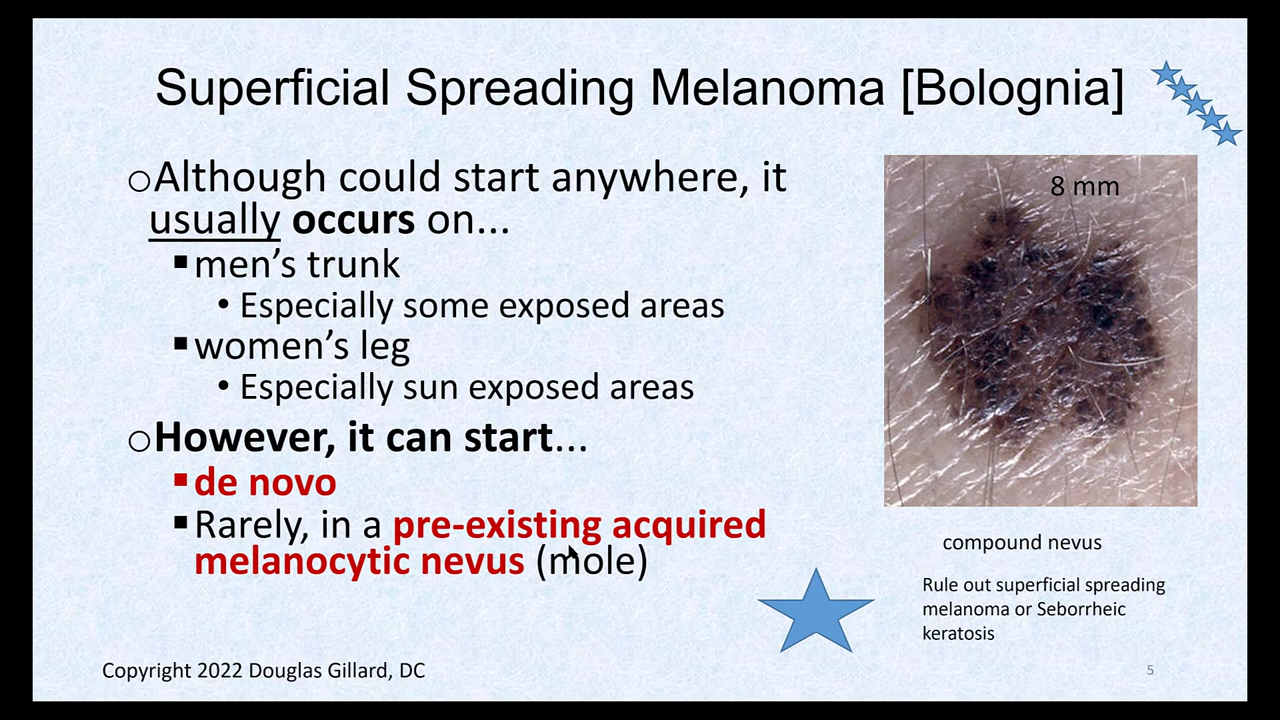 Superficial Spreading Melanoma [Bolognia]
Although could start anywhere, it
usually occurs on...
men's trunk
Especially some exposed areas
women's leg
Especially sun exposed areas
However, it can start...
de novo
Rarely, in a pre-existing acquired
melanocytic nevus (mole)
8 mm
compound nevus
Rule out superficial spreading
melanoma or Seborrheic
keratosis
Copyright 2022 Douglas Gillard, DC
5